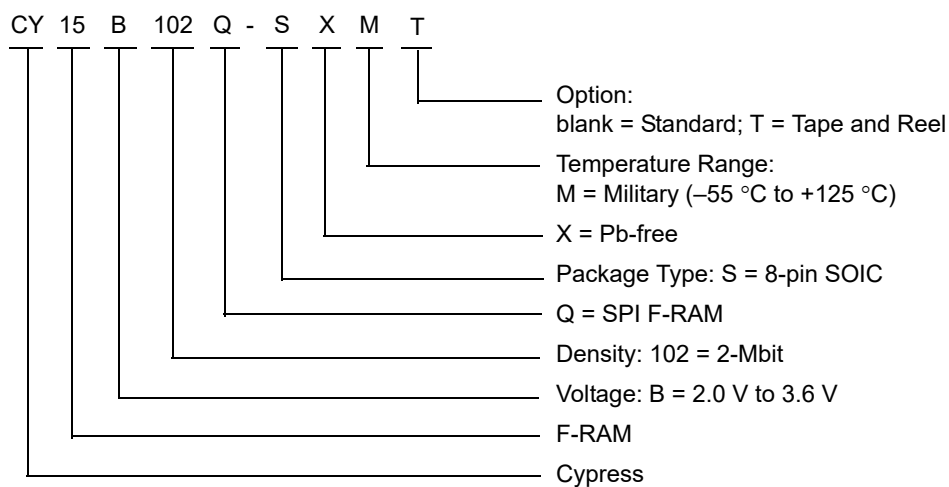 CY 15 B 102 Q - S X M T
Option:
blank = Standard; T = Tape and Reel
Temperature Range:
M = Military (–55 °C to +125 °C)
X = Pb-free
Package Type: S = 8-pin SOIC
Q = SPI F-RAM
Density: 102 = 2-Mbit
Voltage: B = 2.0 V to 3.6 V
F-RAM
Cypress